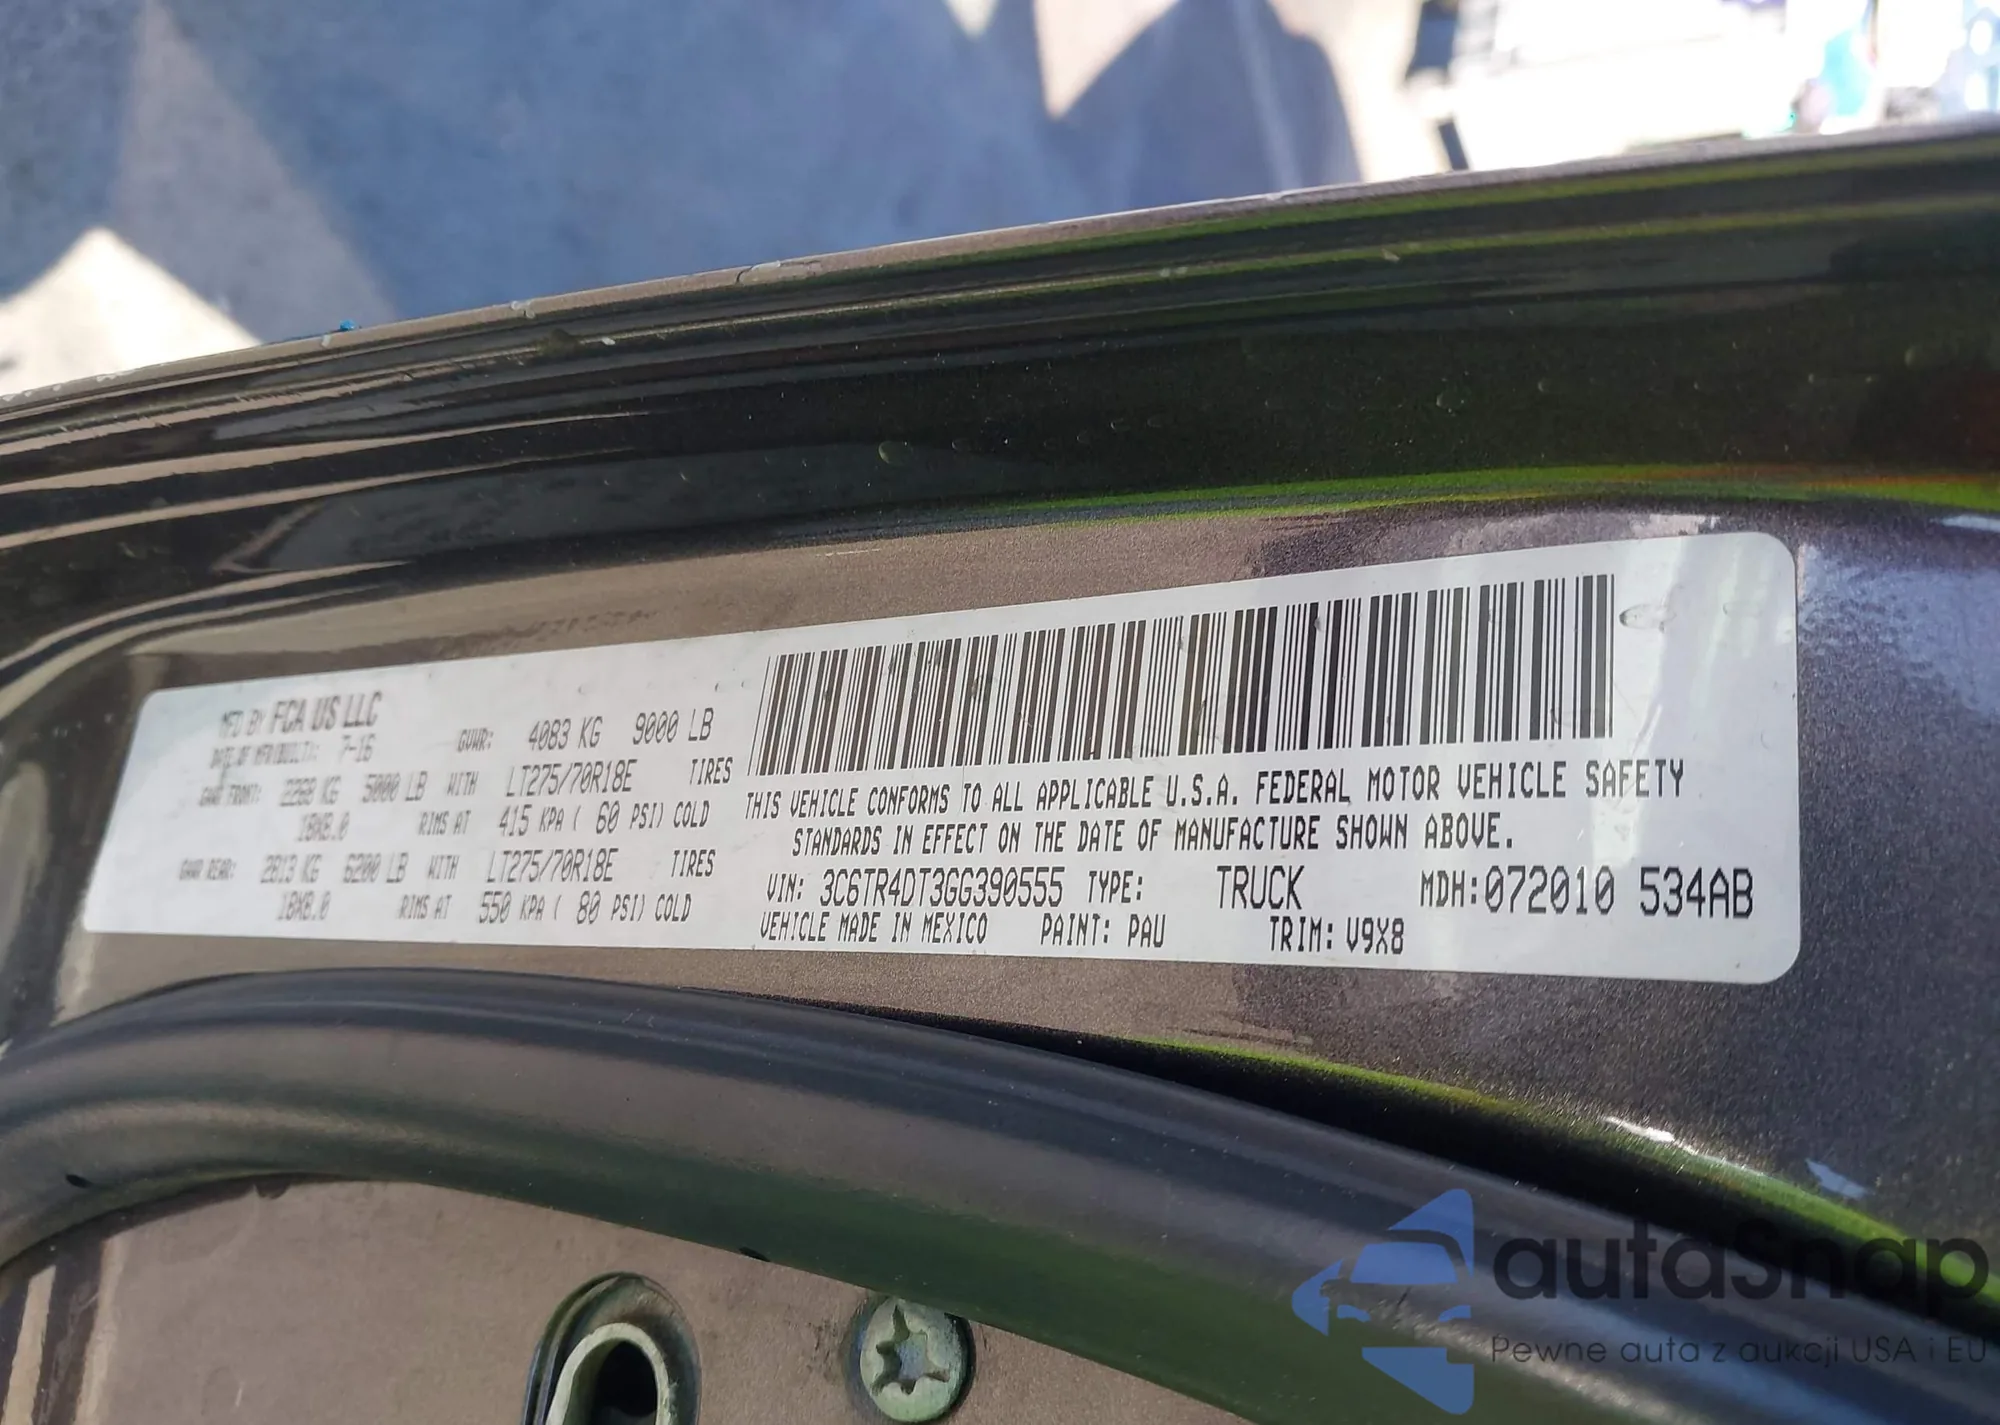 MFD BY FCA US LLC
DATE OF MFR(BUILT): 7-16 GVWR: 4083 KG 9000 LB
GAWR FRONT: 2268 KG 5000 LB WITH LT275/70R18E TIRES
18X8.0 RIMS AT 415 KPA ( 60 PSI) COLD
GAWR REAR: 2813 KG 6200 LB WITH LT275/70R18E TIRES
18X8.0 RIMS AT 550 KPA ( 80 PSI) COLD
THIS VEHICLE CONFORMS TO ALL APPLICABLE U.S.A. FEDERAL MOTOR VEHICLE SAFETY
STANDARDS IN EFFECT ON THE DATE OF MANUFACTURE SHOWN ABOVE.
VIN: 3C6TR4DT3GG390555 TYPE: TRUCK MDH:072010 534AB
VEHICLE MADE IN MEXICO PAINT: PAU TRIM: V9X8
autaSnap
Pewne auta z aukcji USA i EU